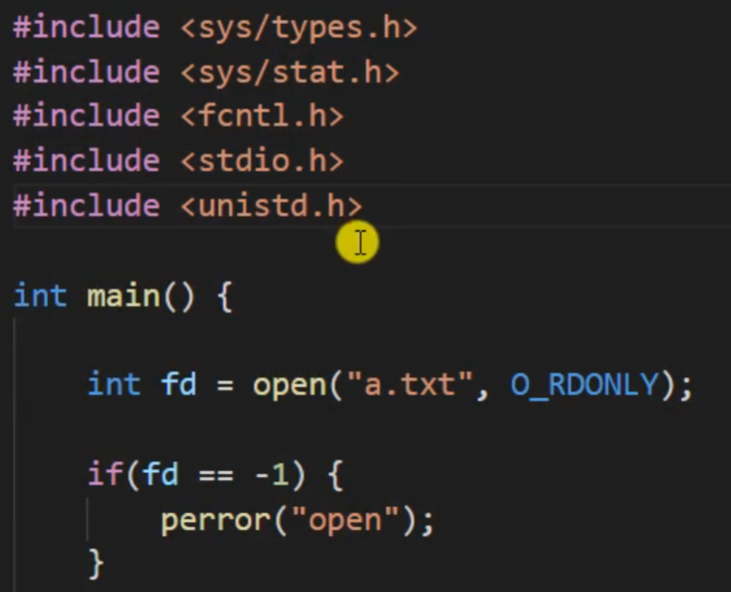 #include <sys/types.h>
#include <sys/stat.h>
#include <fcntl.h>
#include <stdio.h>
#include <unistd.h>
int main() {
int fd = open("a.txt", O_RDONLY);
if(fd == -1) {
perror("open");
}